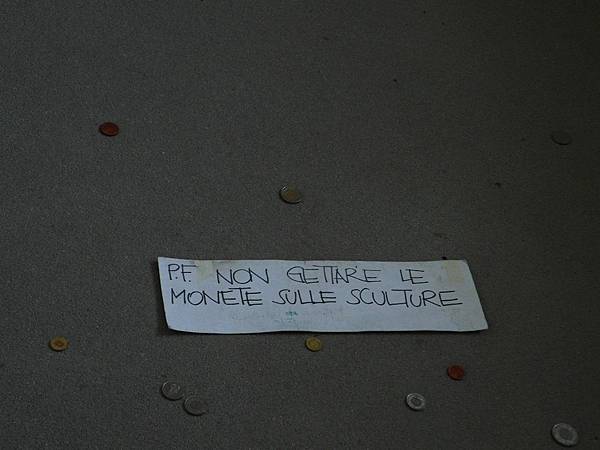 P.F. NON GETTARE LE
MONETE SULLE SCULTURE